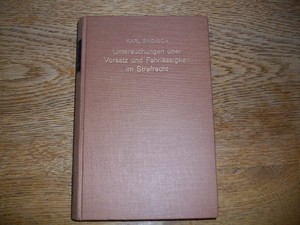 KARL ENGISCH
Untersuchungen über
Vorsatz und Fahrlässigkeit
im Strafrecht